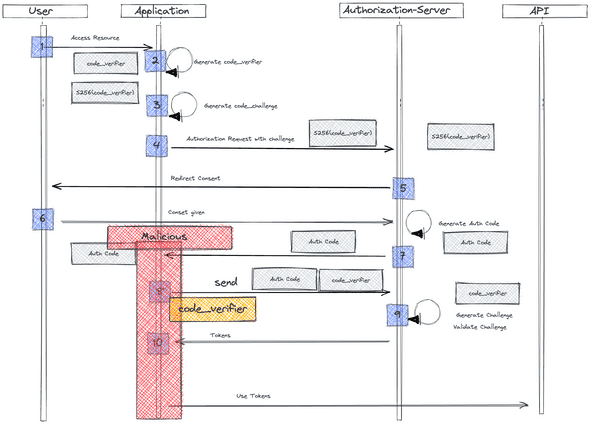 User
Application
Authorization-Server
API
1
Access Resource
2
Generate code_verifier
code_verifier
S256(code_verifier)
3
Generate code_challenge
4
Authorization Request with challenge
S256(code_verifier)
S256(code_verifier)
Redirect Consent
5
6
Conset given
Generate Auth Code
Malicious
Auth Code
Auth Code
7
Auth Code
8
send
Auth Code
code_verifier
code_verifier
code_verifier
9
Generate Challenge
Validate Challenge
10
Tokens
Use Tokens